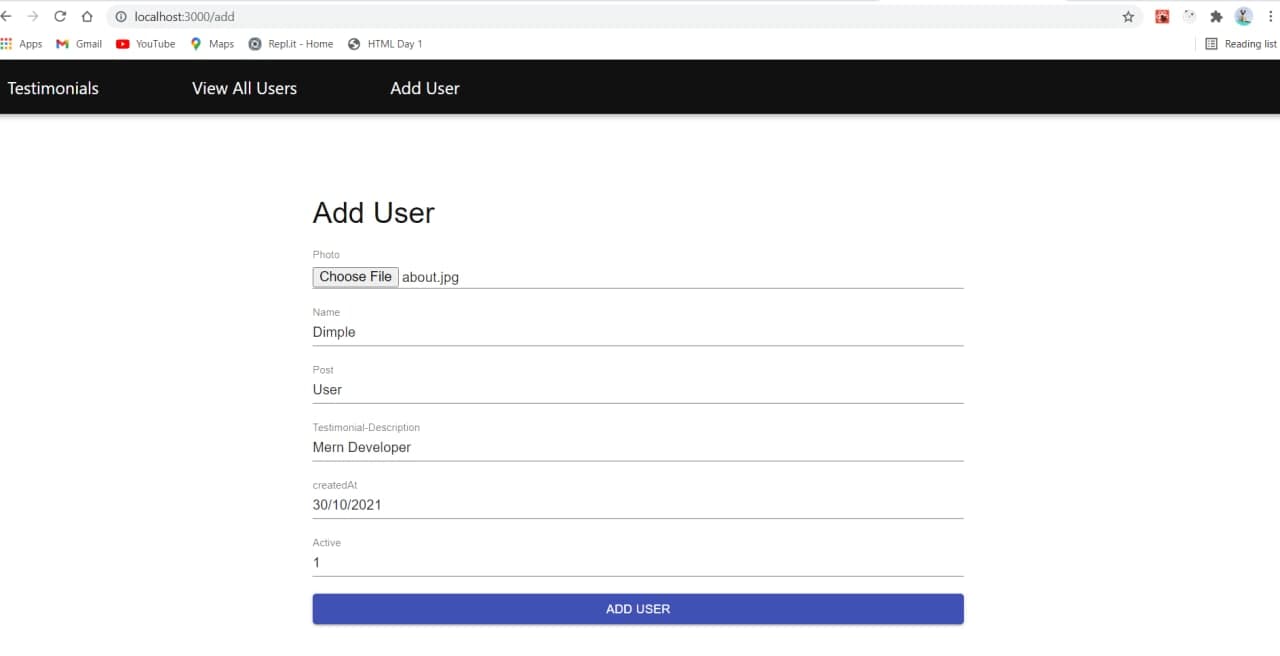 localhost:3000/add
Apps Gmail YouTube Maps Repl.it - Home HTML Day 1 Reading list
Testimonials View All Users Add User
Add User
Photo
Choose File about.jpg
Name
Dimple
Post
User
Testimonial-Description
Mern Developer
createdAt
30/10/2021
Active
1
ADD USER